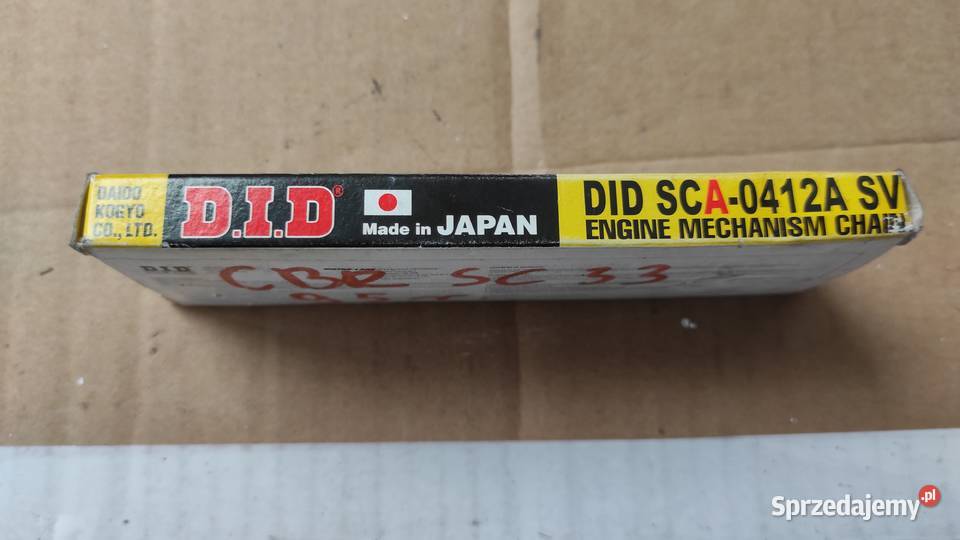 DAIDO
KOGYO
CO., LTD.
D.I.D®
Made in JAPAN
DID SCA-0412A SV
ENGINE MECHANISM CHAIN
D.I.D
CBR SC 33
Sprzedajemy.pl